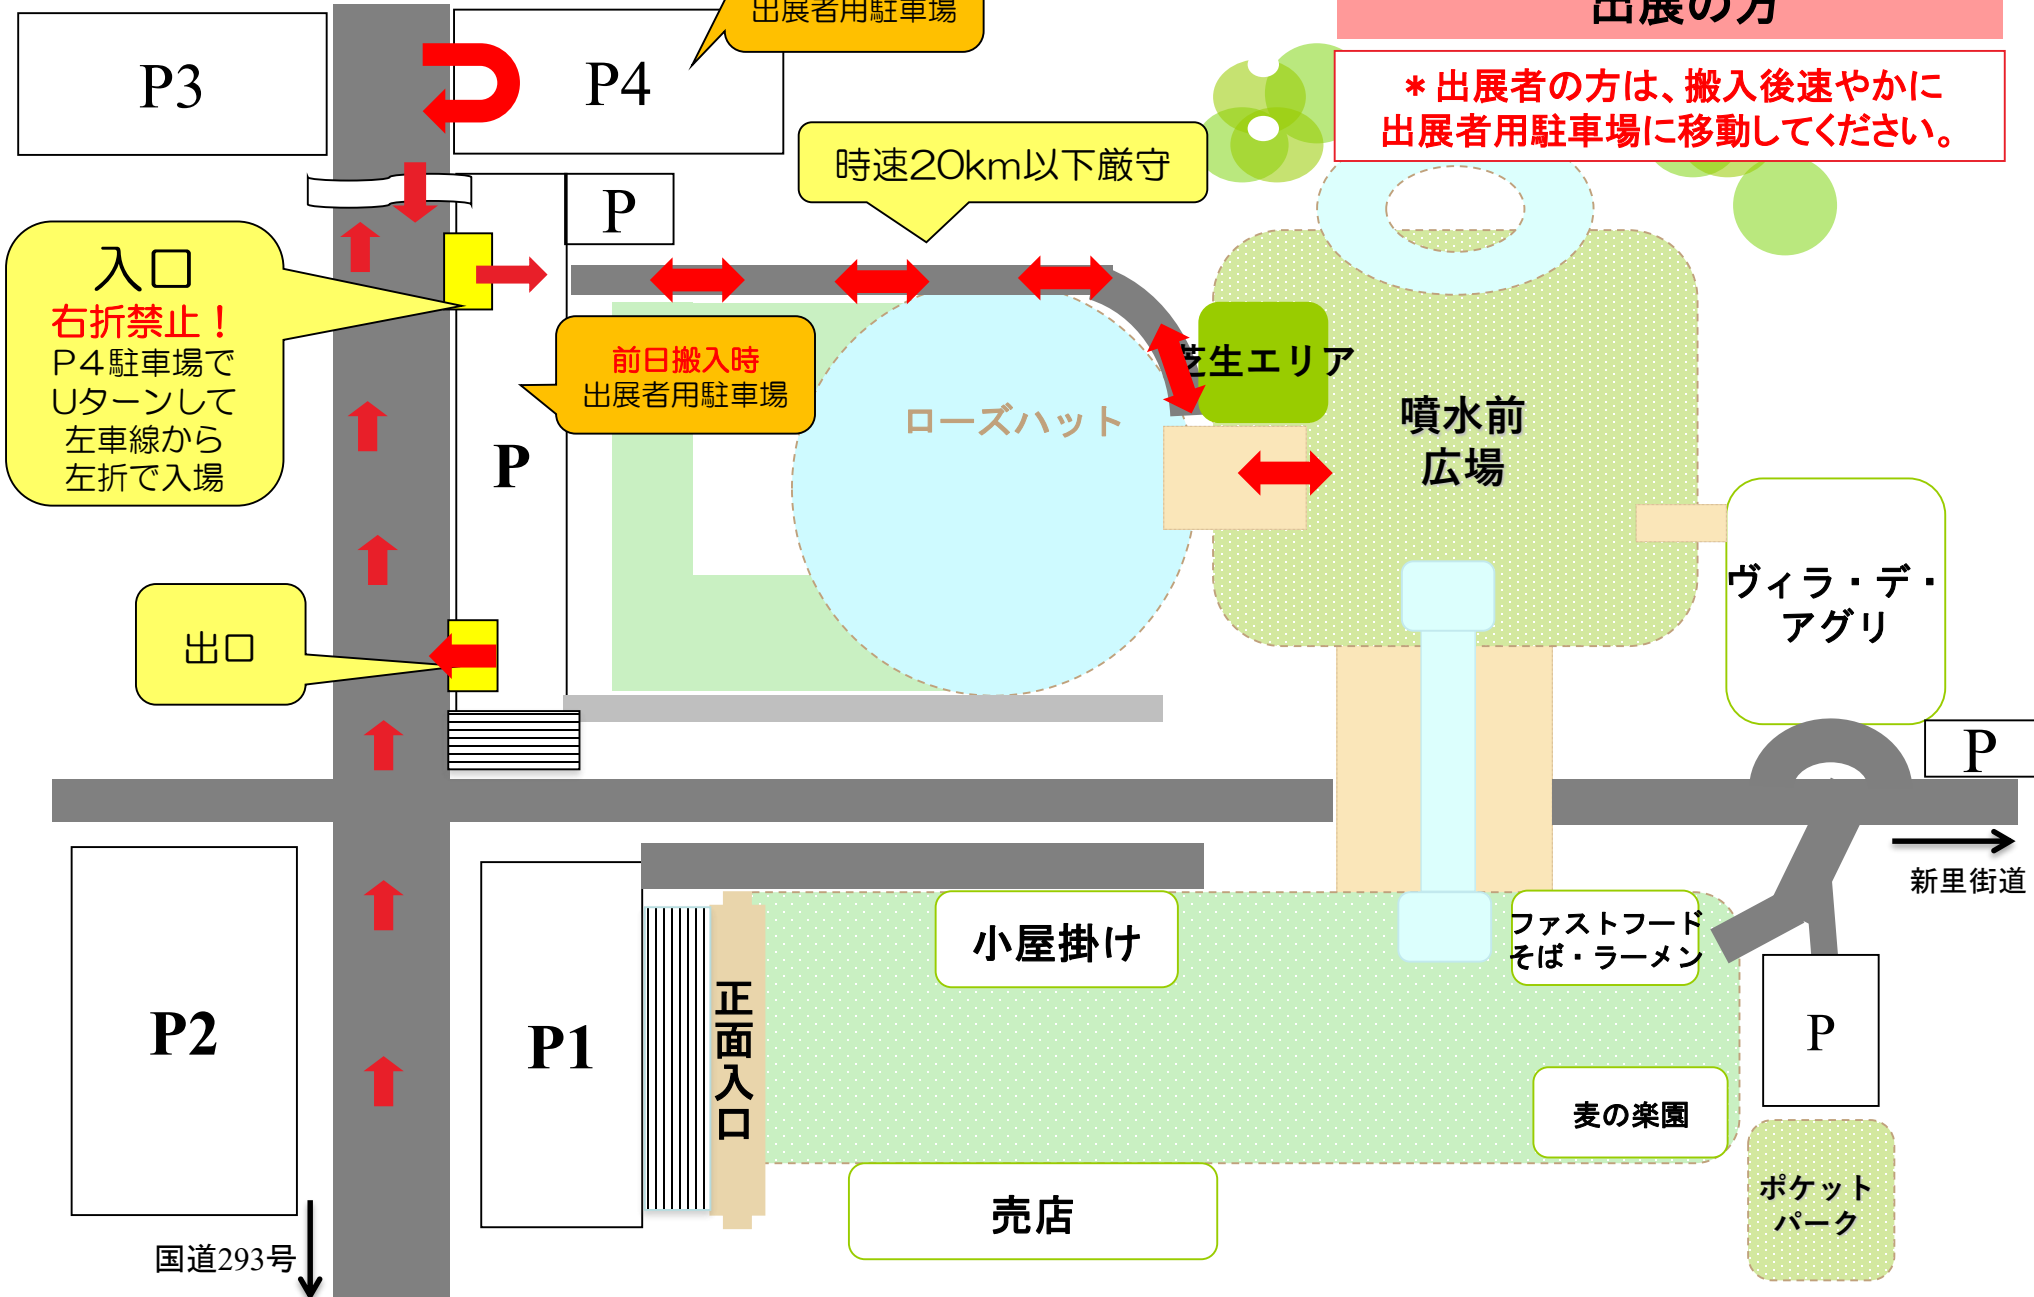 出展者用駐車場
出展の方
P3
P4
＊出展者の方は、搬入後速やかに
出展者用駐車場に移動してください。
時速20km以下厳守
P
入口
右折禁止！
P４駐車場で
Uターンして
左車線から
左折で入場
前日搬入時
出展者用駐車場
芝生エリア
ローズハット
噴水前
広場
P
ヴィラ・デ・
アグリ
出口
P
新里街道
小屋掛け
ファストフード
そば・ラーメン
正面入口
P2
P1
P
麦の楽園
ポケット
パーク
売店
国道293号